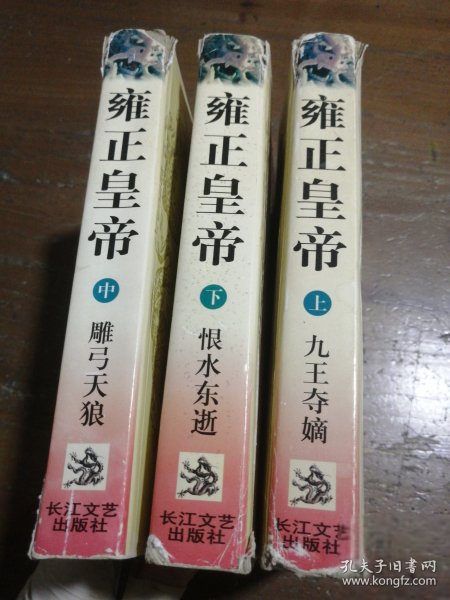 雍正皇帝
中
雕弓天狼
长江文艺
出版社
雍正皇帝
下
恨水东逝
长江文艺
出版社
雍正皇帝
上
九王夺嫡
长江文艺
出版社
孔夫子旧书网
www.kongfz.com